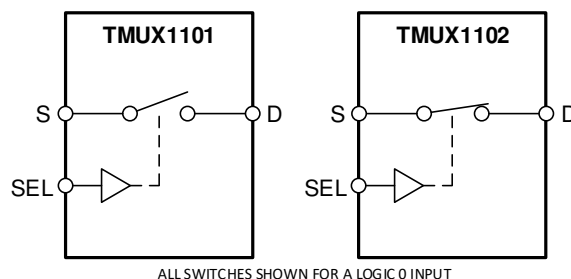 TMUX1101
TMUX1102
S
D
S
D
SEL
SEL
ALL SWITCHES SHOWN FOR A LOGIC 0 INPUT